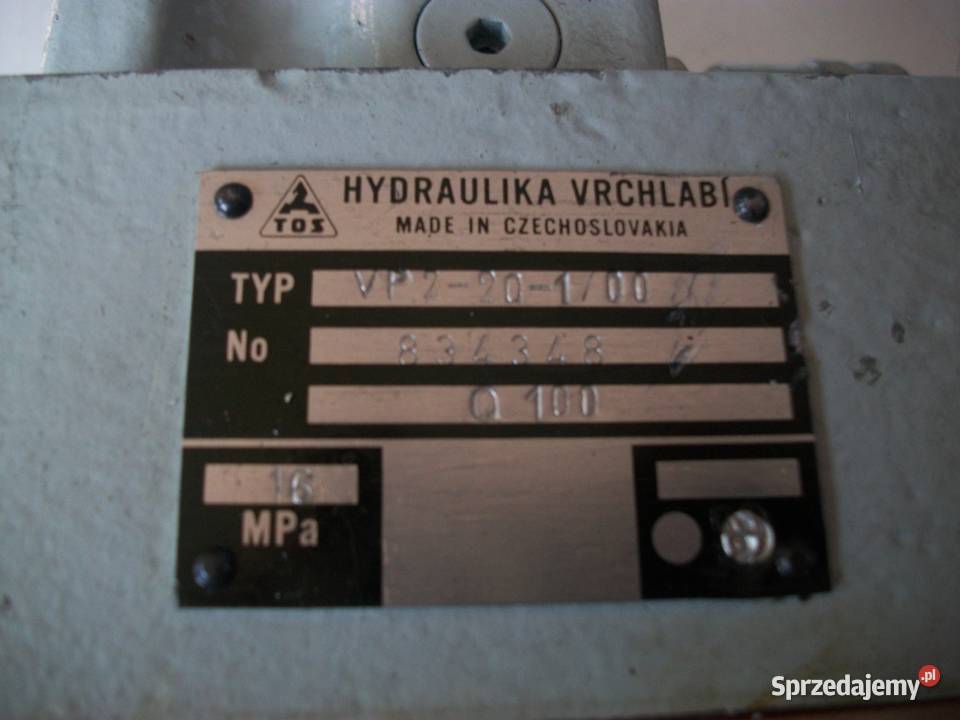 TOS
HYDRAULIKA VRCHLABÍ
MADE IN CZECHOSLOVAKIA
TYP VP2-20-1/00
No 834348
Q 100
16
MPa
Sprzedajemy.pl